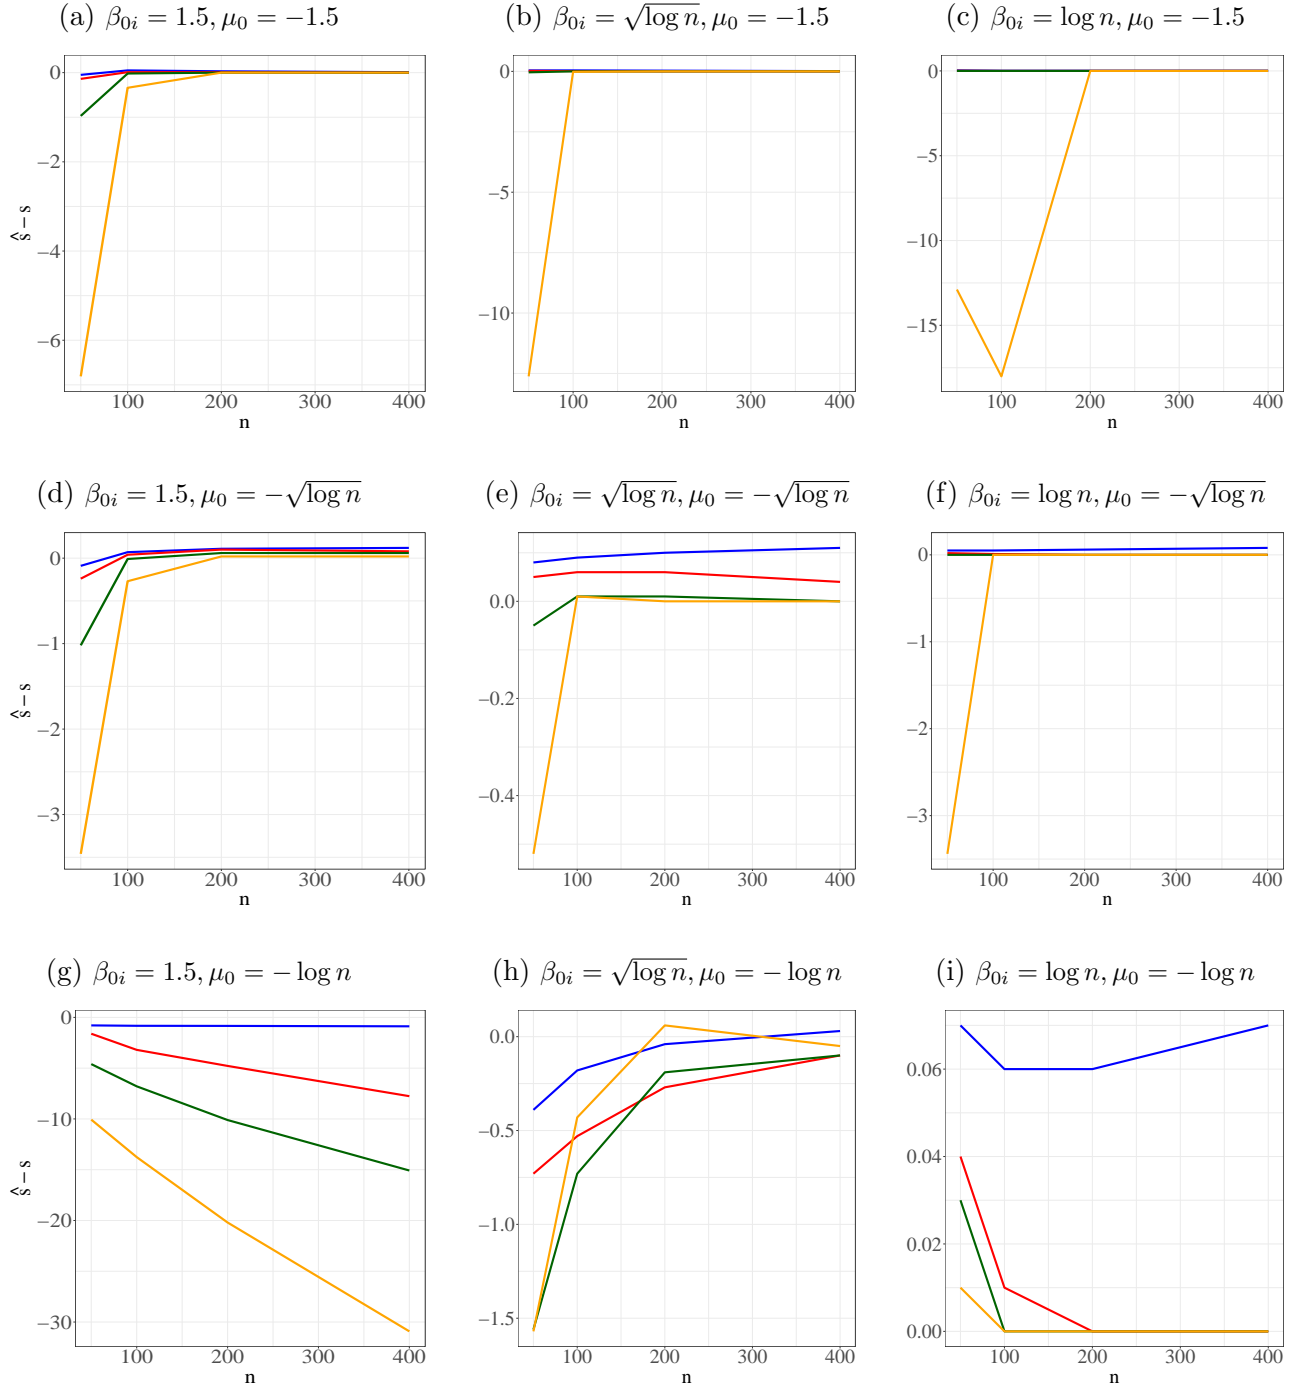 (a) β₀ᵢ = 1.5, μ₀ = −1.5
(b) β₀ᵢ = √log n, μ₀ = −1.5
(c) β₀ᵢ = log n, μ₀ = −1.5
0
−2
−4
−6
ŝ − s
100 200 300 400
n
0
−5
−10
100 200 300 400
n
0
−5
−10
−15
100 200 300 400
n
(d) β₀ᵢ = 1.5, μ₀ = −√log n
(e) β₀ᵢ = √log n, μ₀ = −√log n
(f) β₀ᵢ = log n, μ₀ = −√log n
0
−1
−2
−3
ŝ − s
100 200 300 400
n
0.0
−0.2
−0.4
100 200 300 400
n
0
−1
−2
−3
100 200 300 400
n
(g) β₀ᵢ = 1.5, μ₀ = − log n
(h) β₀ᵢ = √log n, μ₀ = − log n
(i) β₀ᵢ = log n, μ₀ = − log n
0
−10
−20
−30
ŝ − s
100 200 300 400
n
0.0
−0.5
−1.0
−1.5
100 200 300 400
n
0.06
0.04
0.02
0.00
100 200 300 400
n